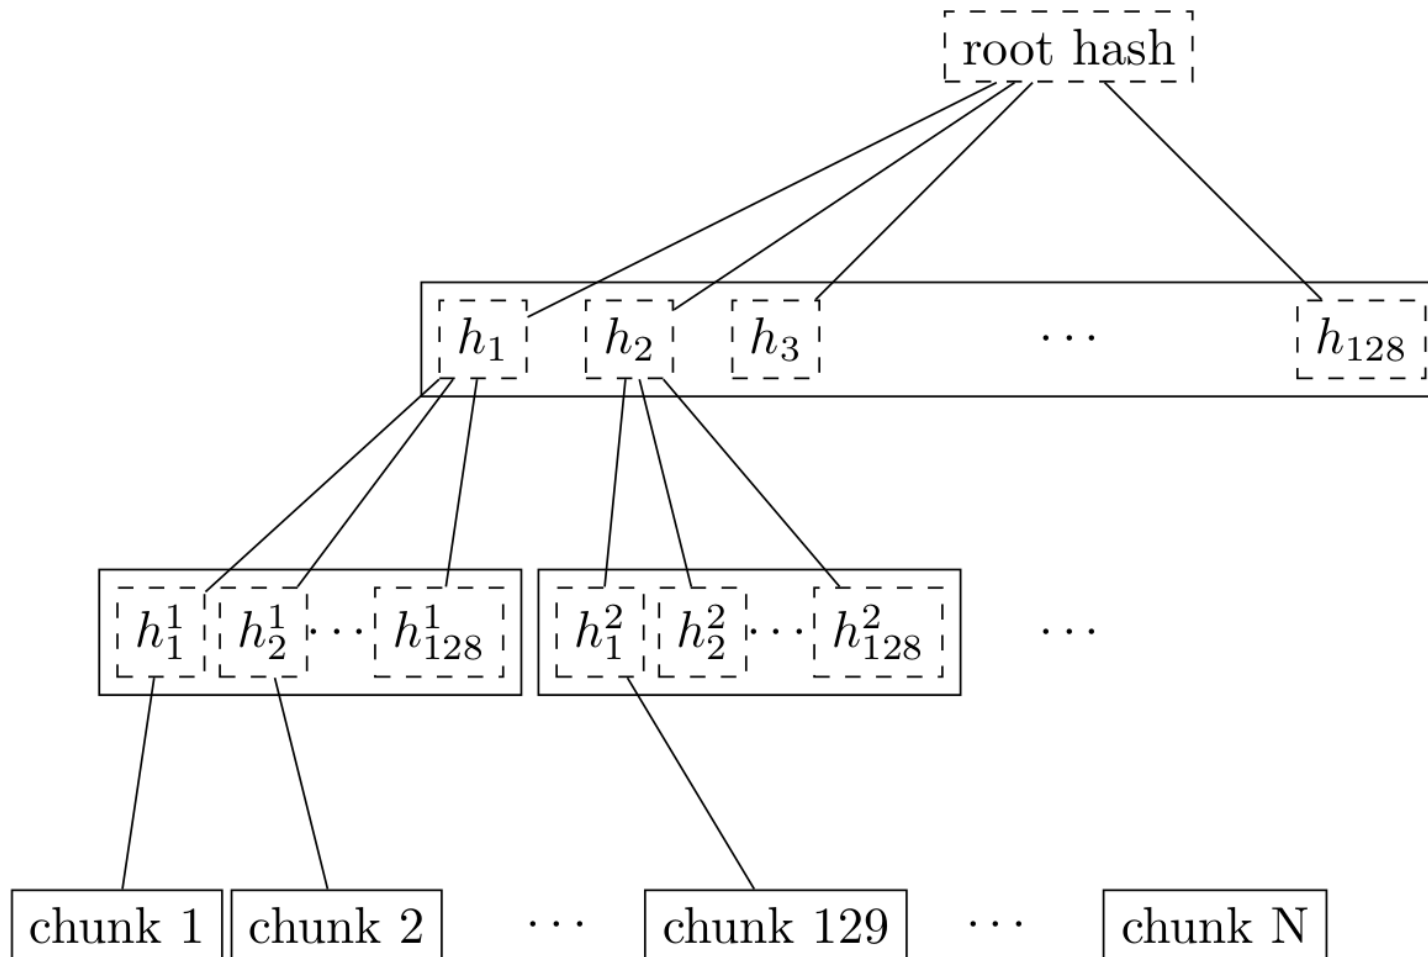 root hash
h₁ h₂ h₃ ··· h₁₂₈
h¹₁ h¹₂ ··· h¹₁₂₈ h²₁ h²₂ ··· h²₁₂₈ ···
chunk 1 chunk 2 ··· chunk 129 ··· chunk N